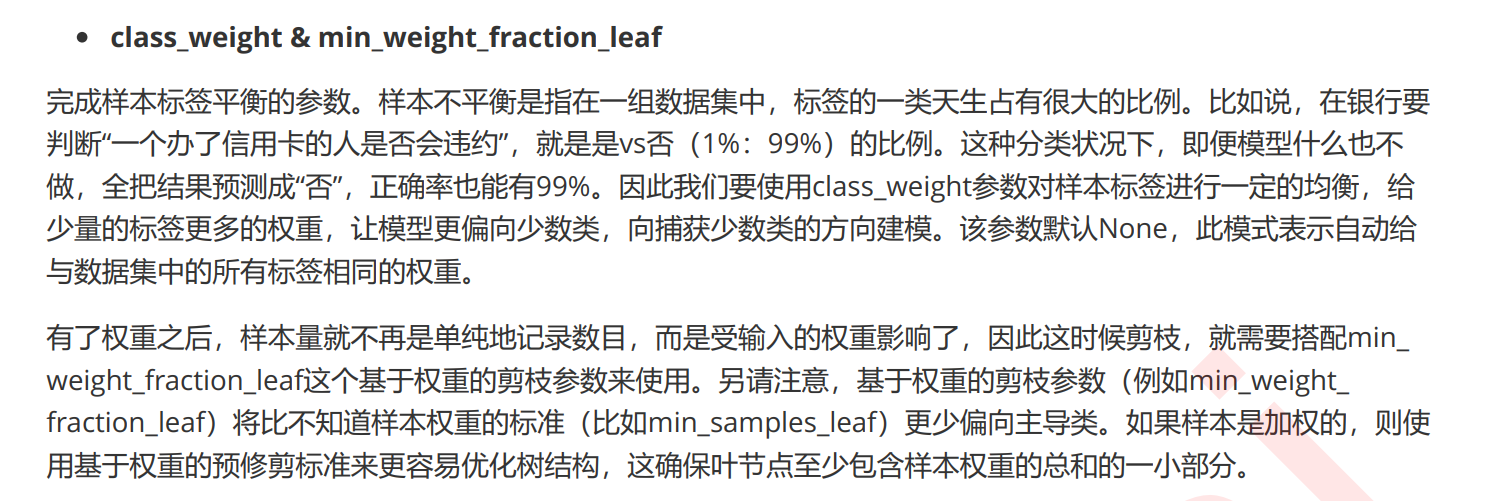 • class_weight & min_weight_fraction_leaf
完成样本标签平衡的参数。样本不平衡是指在一组数据集中，标签的一类天生占有很大的比例。比如说，在银行要
判断“一个办了信用卡的人是否会违约”，就是是vs否（1%：99%）的比例。这种分类状况下，即便模型什么也不
做，全把结果预测成“否”，正确率也能有99%。因此我们要使用class_weight参数对样本标签进行一定的均衡，给
少量的标签更多的权重，让模型更偏向少数类，向捕获少数类的方向建模。该参数默认None，此模式表示自动给
与数据集中的所有标签相同的权重。
有了权重之后，样本量就不再是单纯地记录数目，而是受输入的权重影响了，因此这时候剪枝，就需要搭配min_
weight_fraction_leaf这个基于权重的剪枝参数来使用。另请注意，基于权重的剪枝参数（例如min_weight_
fraction_leaf）将比不知道样本权重的标准（比如min_samples_leaf）更少偏向主导类。如果样本是加权的，则使
用基于权重的预修剪标准来更容易优化树结构，这确保叶节点至少包含样本权重的总和的一小部分。